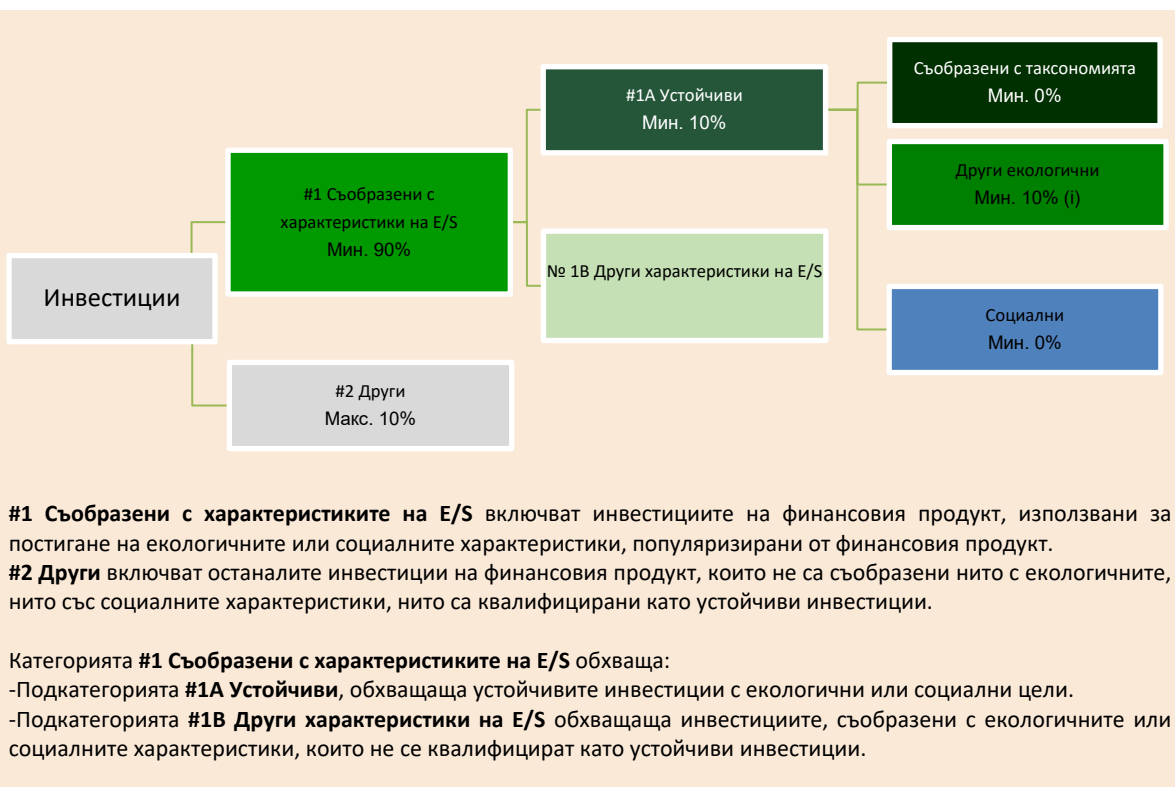 Съобразени с таксономията
Мин. 0%
#1А Устойчиви
Мин. 10%
Други екологични
Мин. 10% (i)
#1 Съобразени с
характеристики на E/S
Мин. 90%
№ 1В Други характеристики на E/S
Инвестиции
Социални
Мин. 0%
#2 Други
Макс. 10%
#1 Съобразени с характеристиките на E/S включват инвестициите на финансовия продукт, използвани за
постигане на екологичните или социалните характеристики, популяризирани от финансовия продукт.
#2 Други включват останалите инвестиции на финансовия продукт, които не са съобразени нито с екологичните,
нито със социалните характеристики, нито са квалифицирани като устойчиви инвестиции.
Категорията #1 Съобразени с характеристиките на E/S обхваща:
-Подкатегорията #1А Устойчиви, обхващаща устойчивите инвестиции с екологични или социални цели.
-Подкатегорията #1В Други характеристики на E/S обхващаща инвестициите, съобразени с екологичните или
социалните характеристики, които не се квалифицират като устойчиви инвестиции.